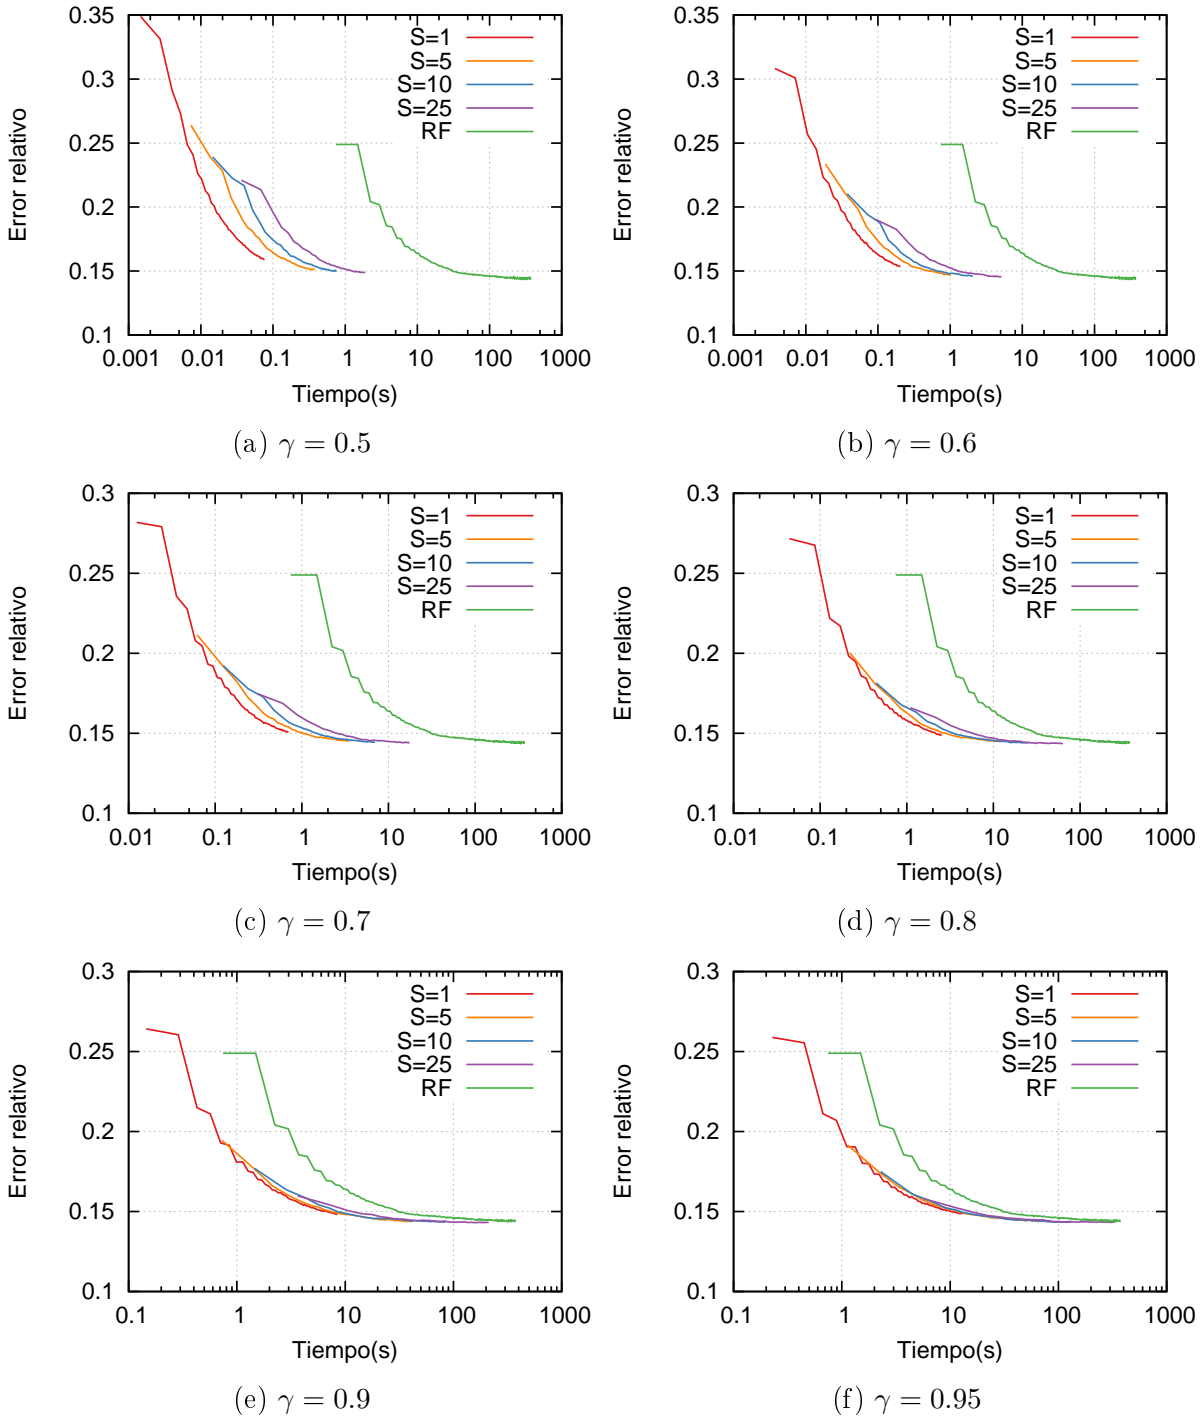 0.35
0.3
0.25
0.2
0.15
0.1
0.001 0.01 0.1 1 10 100 1000
Error relativo
Tiempo(s)
S=1
S=5
S=10
S=25
RF
(a) γ = 0.5
0.35
0.3
0.25
0.2
0.15
0.1
0.001 0.01 0.1 1 10 100 1000
Error relativo
Tiempo(s)
S=1
S=5
S=10
S=25
RF
(b) γ = 0.6
0.3
0.25
0.2
0.15
0.1
0.01 0.1 1 10 100 1000
Error relativo
Tiempo(s)
S=1
S=5
S=10
S=25
RF
(c) γ = 0.7
0.3
0.25
0.2
0.15
0.1
0.01 0.1 1 10 100 1000
Error relativo
Tiempo(s)
S=1
S=5
S=10
S=25
RF
(d) γ = 0.8
0.3
0.25
0.2
0.15
0.1
0.1 1 10 100 1000
Error relativo
Tiempo(s)
S=1
S=5
S=10
S=25
RF
(e) γ = 0.9
0.3
0.25
0.2
0.15
0.1
0.1 1 10 100 1000
Error relativo
Tiempo(s)
S=1
S=5
S=10
S=25
RF
(f) γ = 0.95